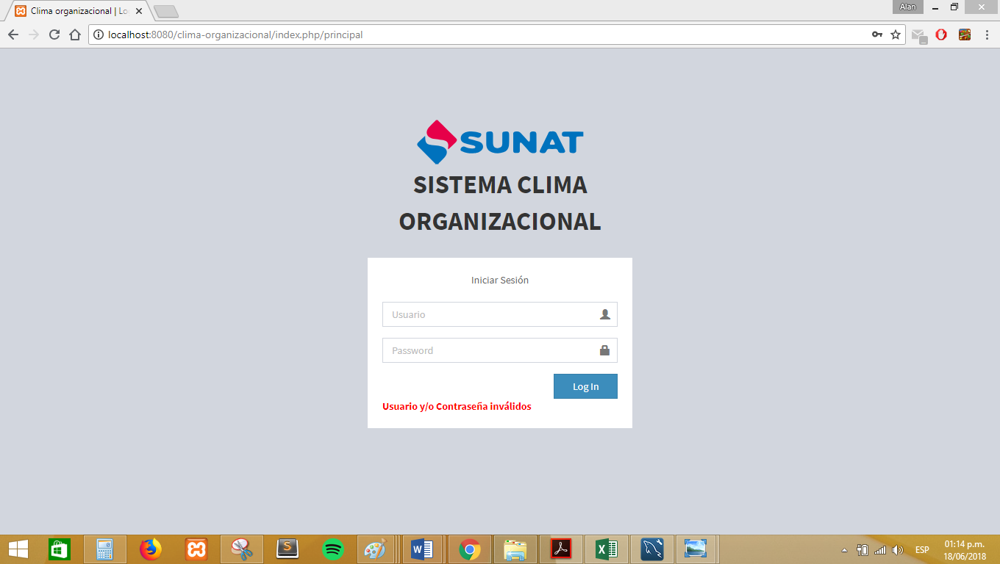 Clima organizacional | Lo
Alan
localhost:8080/clima-organizacional/index.php/principal
SUNAT
SISTEMA CLIMA
ORGANIZACIONAL
Iniciar Sesión
Usuario
Password
Log In
Usuario y/o Contraseña inválidos
ESP
01:14 p.m.
18/06/2018